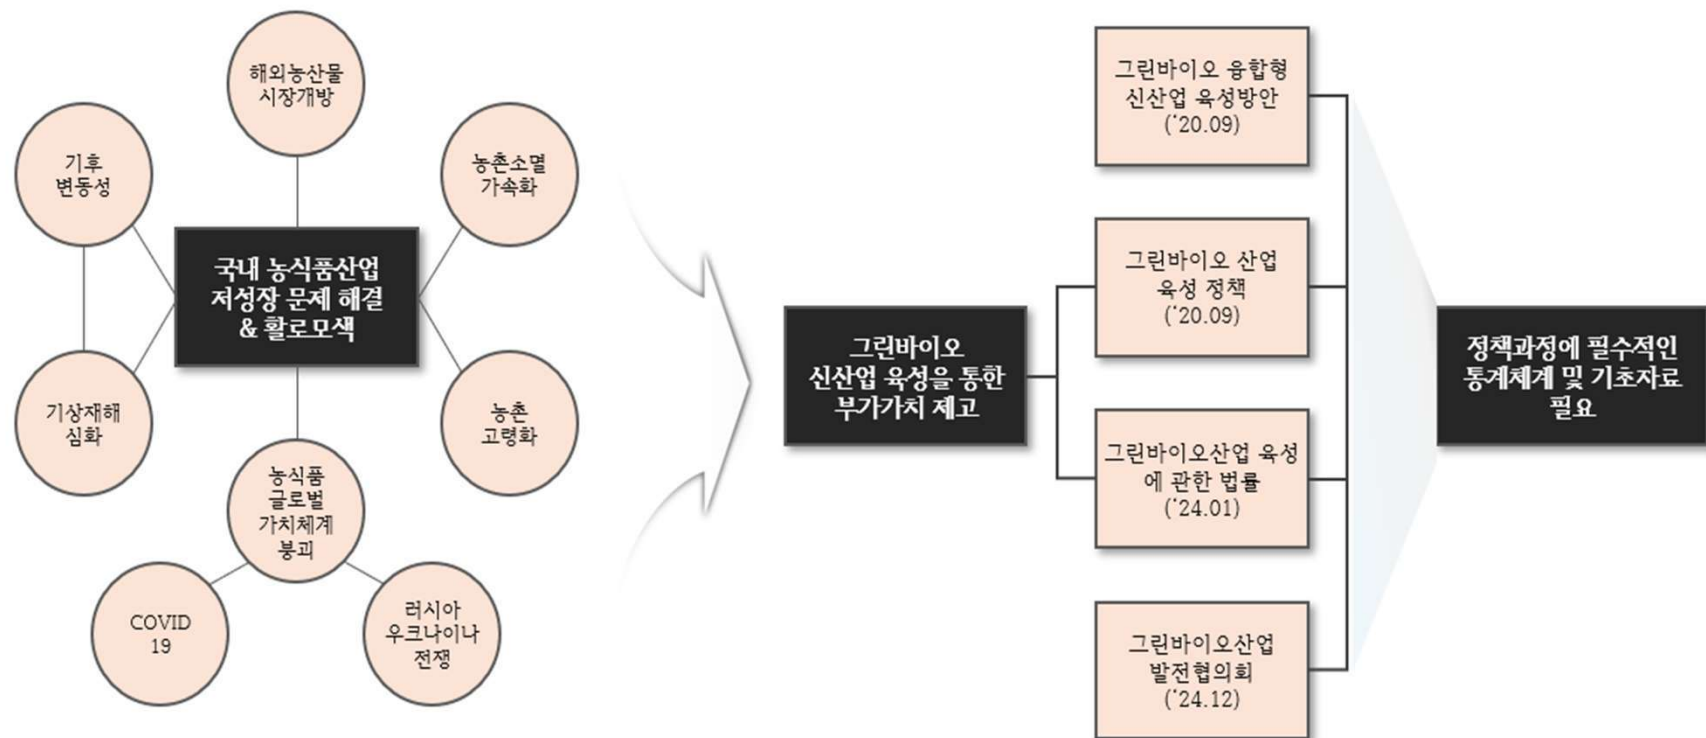 해외농산물
시장개방
기후
변동성
농촌소멸
가속화
국내 농식품산업
저성장 문제 해결
& 활로모색
기상재해
심화
농촌
고령화
농식품
글로벌
가치체계
붕괴
COVID
19
러시아
우크나이나
전쟁
그린바이오
신산업 육성을 통한
부가가치 제고
그린바이오 융합형
신산업 육성방안
(‘20.09)
그린바이오 산업
육성 정책
(‘20.09)
그린바이오산업 육성
에 관한 법률
(‘24.01)
그린바이오산업
발전협의회
(‘24.12)
정책과정에 필수적인
통계체계 및 기초자료
필요